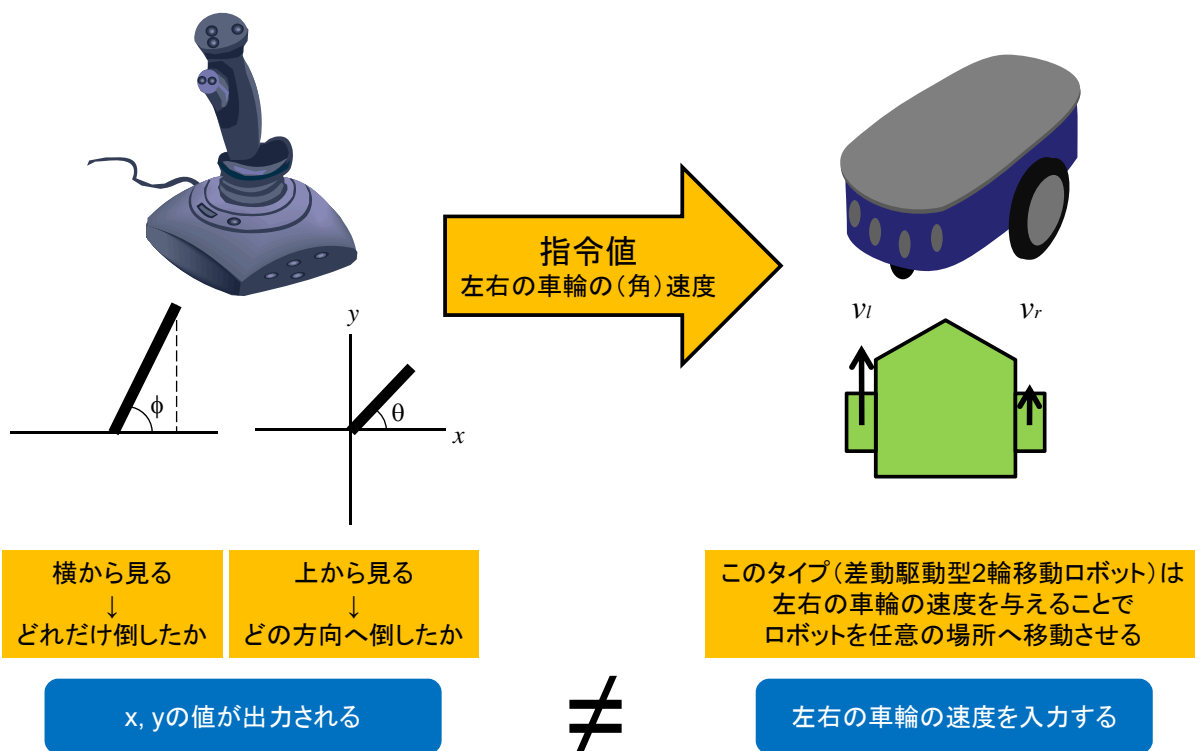 指令値
左右の車輪の(角)速度
vl
vr
y
ϕ
θ
x
横から見る
↓
どれだけ倒したか
上から見る
↓
どの方向へ倒したか
このタイプ(差動駆動型2輪移動ロボット)は
左右の車輪の速度を与えることで
ロボットを任意の場所へ移動させる
x, yの値が出力される
≠
左右の車輪の速度を入力する